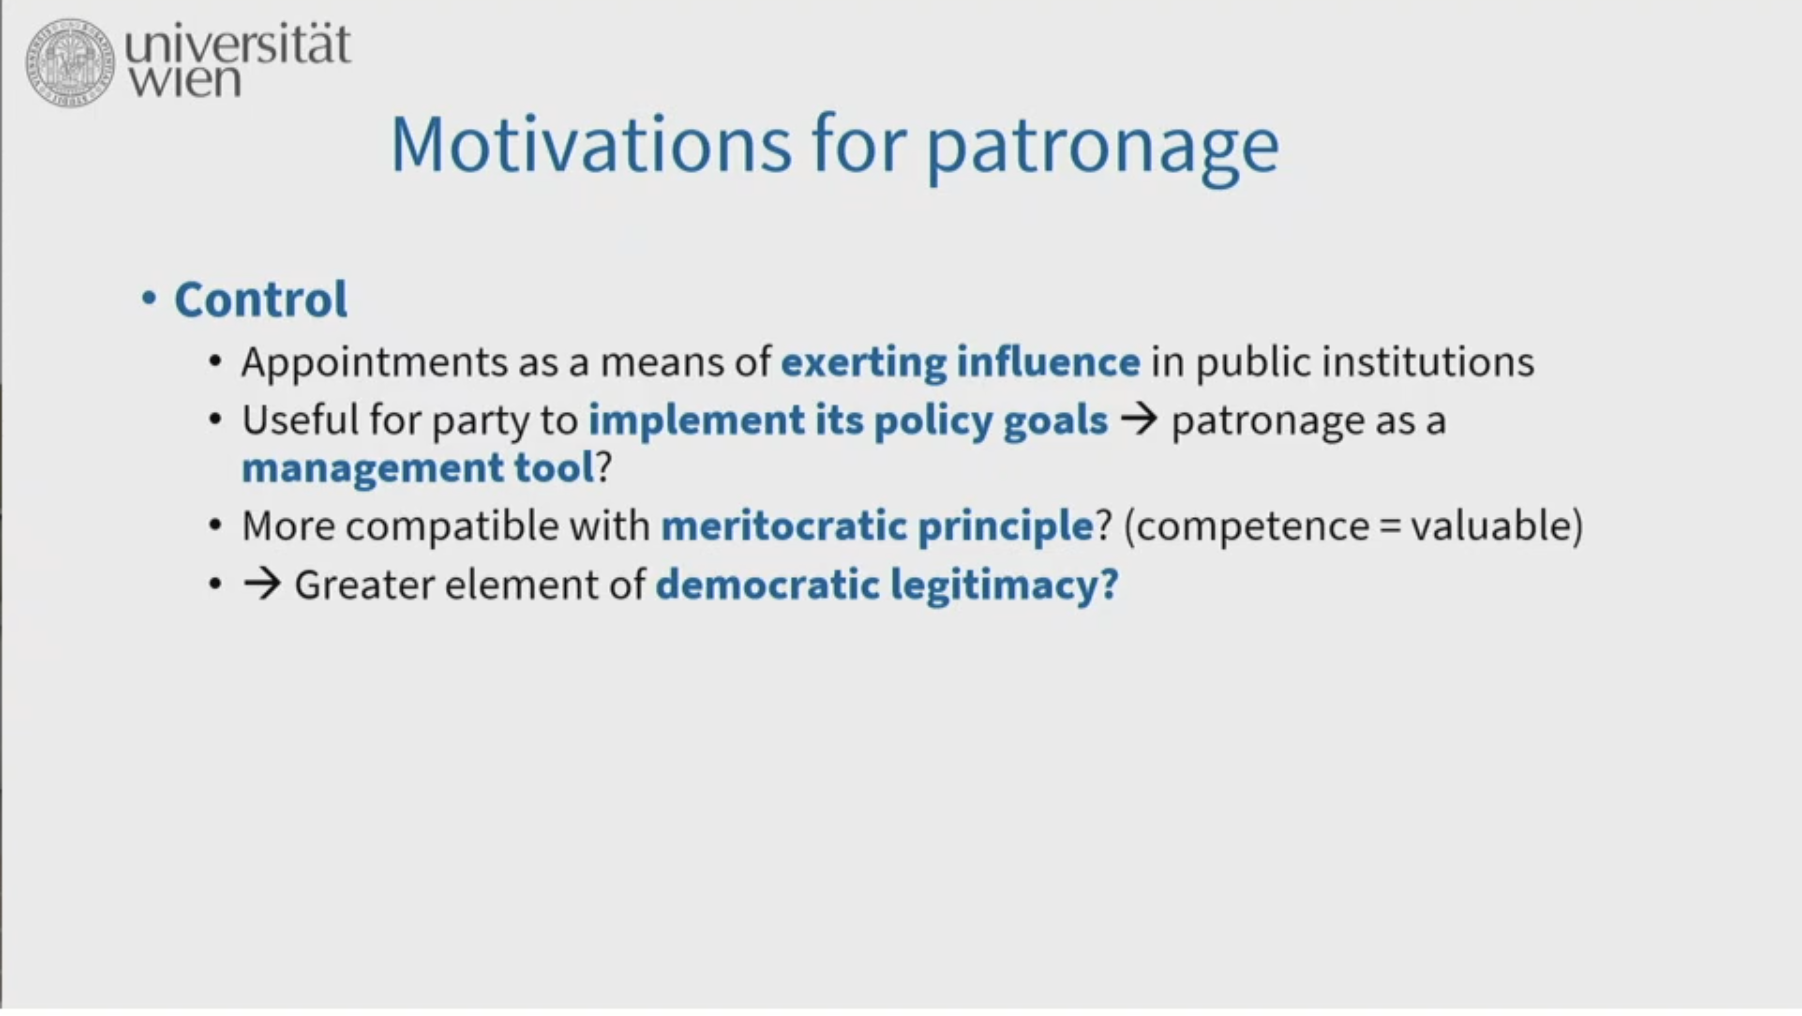 universität
wien
Motivations for patronage
• Control
• Appointments as a means of exerting influence in public institutions
• Useful for party to implement its policy goals → patronage as a
management tool?
• More compatible with meritocratic principle? (competence = valuable)
• → Greater element of democratic legitimacy?